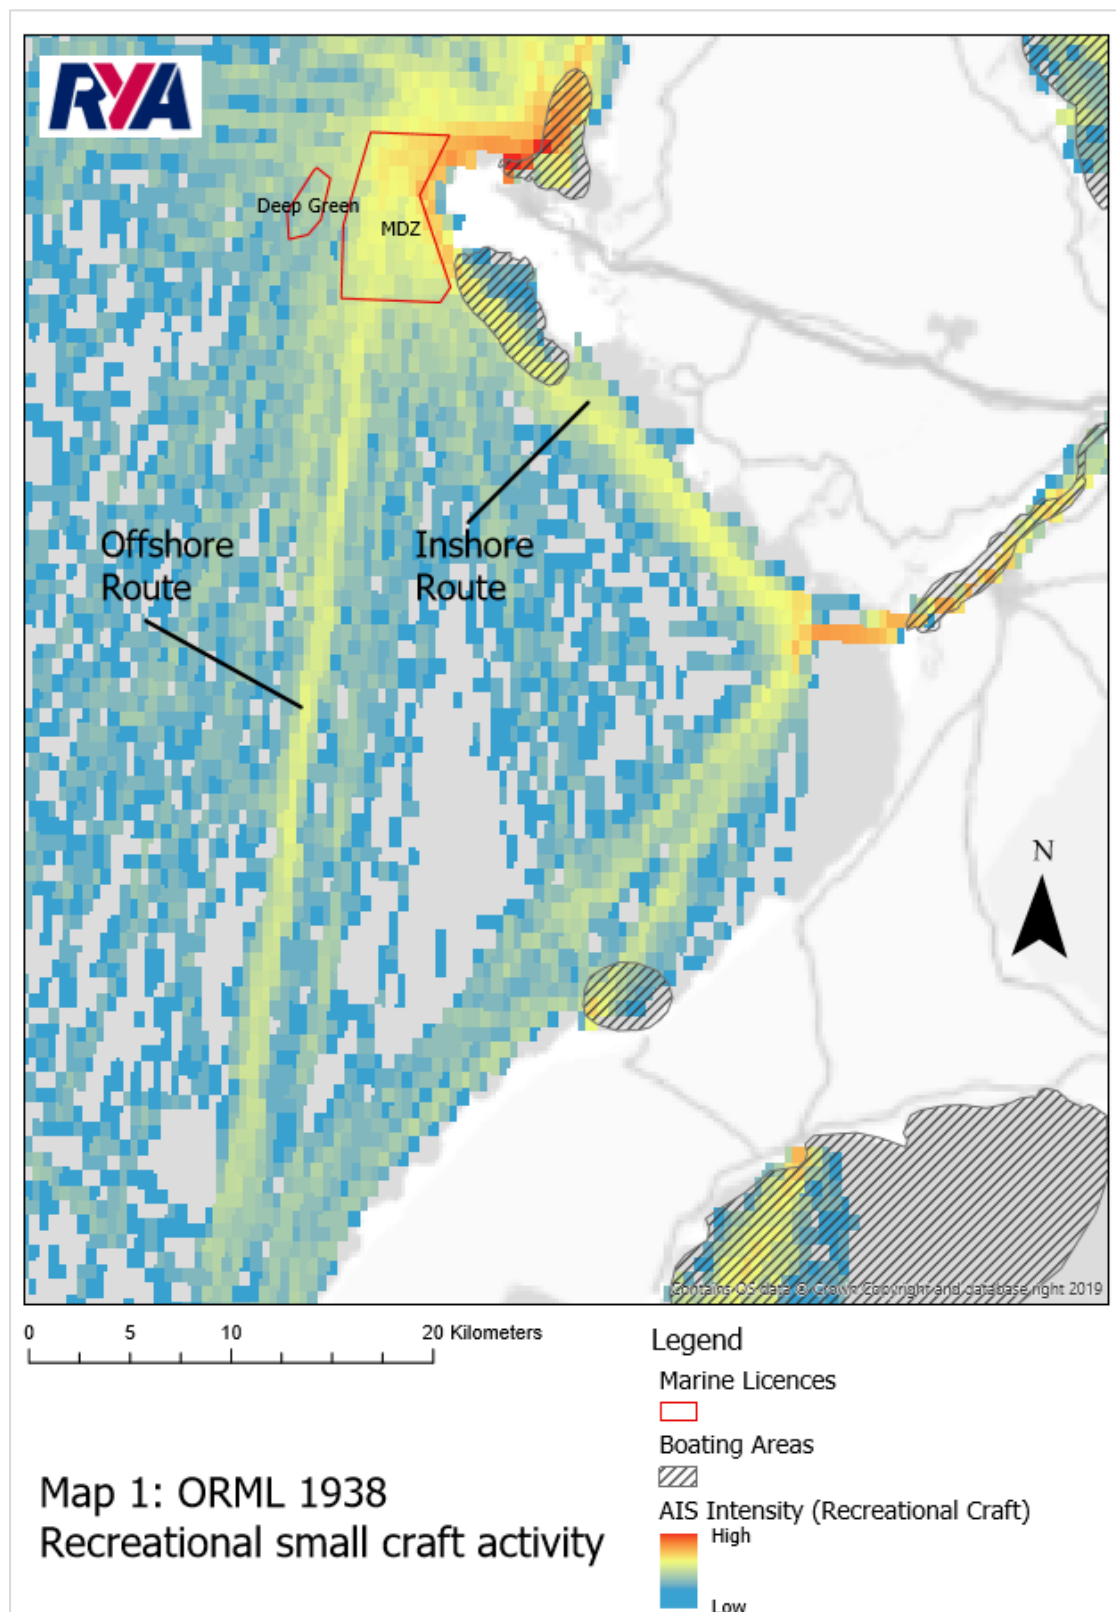 RYA
Deep Green
MDZ
Offshore
Route
Inshore
Route
N
Contains OS data © Crown Copyright and database right 2019
0 5 10 20 Kilometers
Legend
Marine Licences
Boating Areas
AIS Intensity (Recreational Craft)
High
Low
Map 1: ORML 1938
Recreational small craft activity